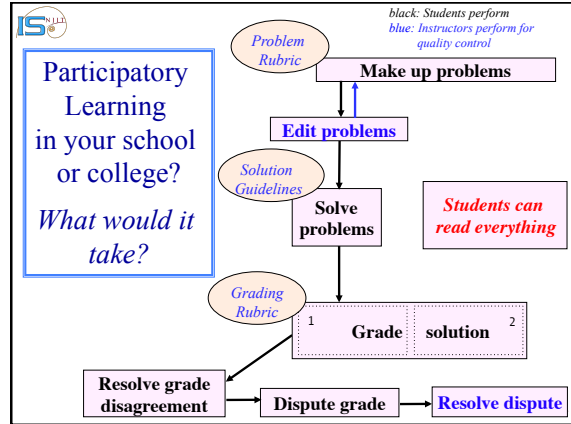 IS NJIT
black: Students perform
blue: Instructors perform for
quality control
Participatory
Learning
in your school
or college?
What would it
take?
Problem
Rubric
Make up problems
Edit problems
Solution
Guidelines
Solve
problems
Students can
read everything
Grading
Rubric
1 Grade solution 2
Resolve grade
disagreement
Dispute grade
Resolve dispute